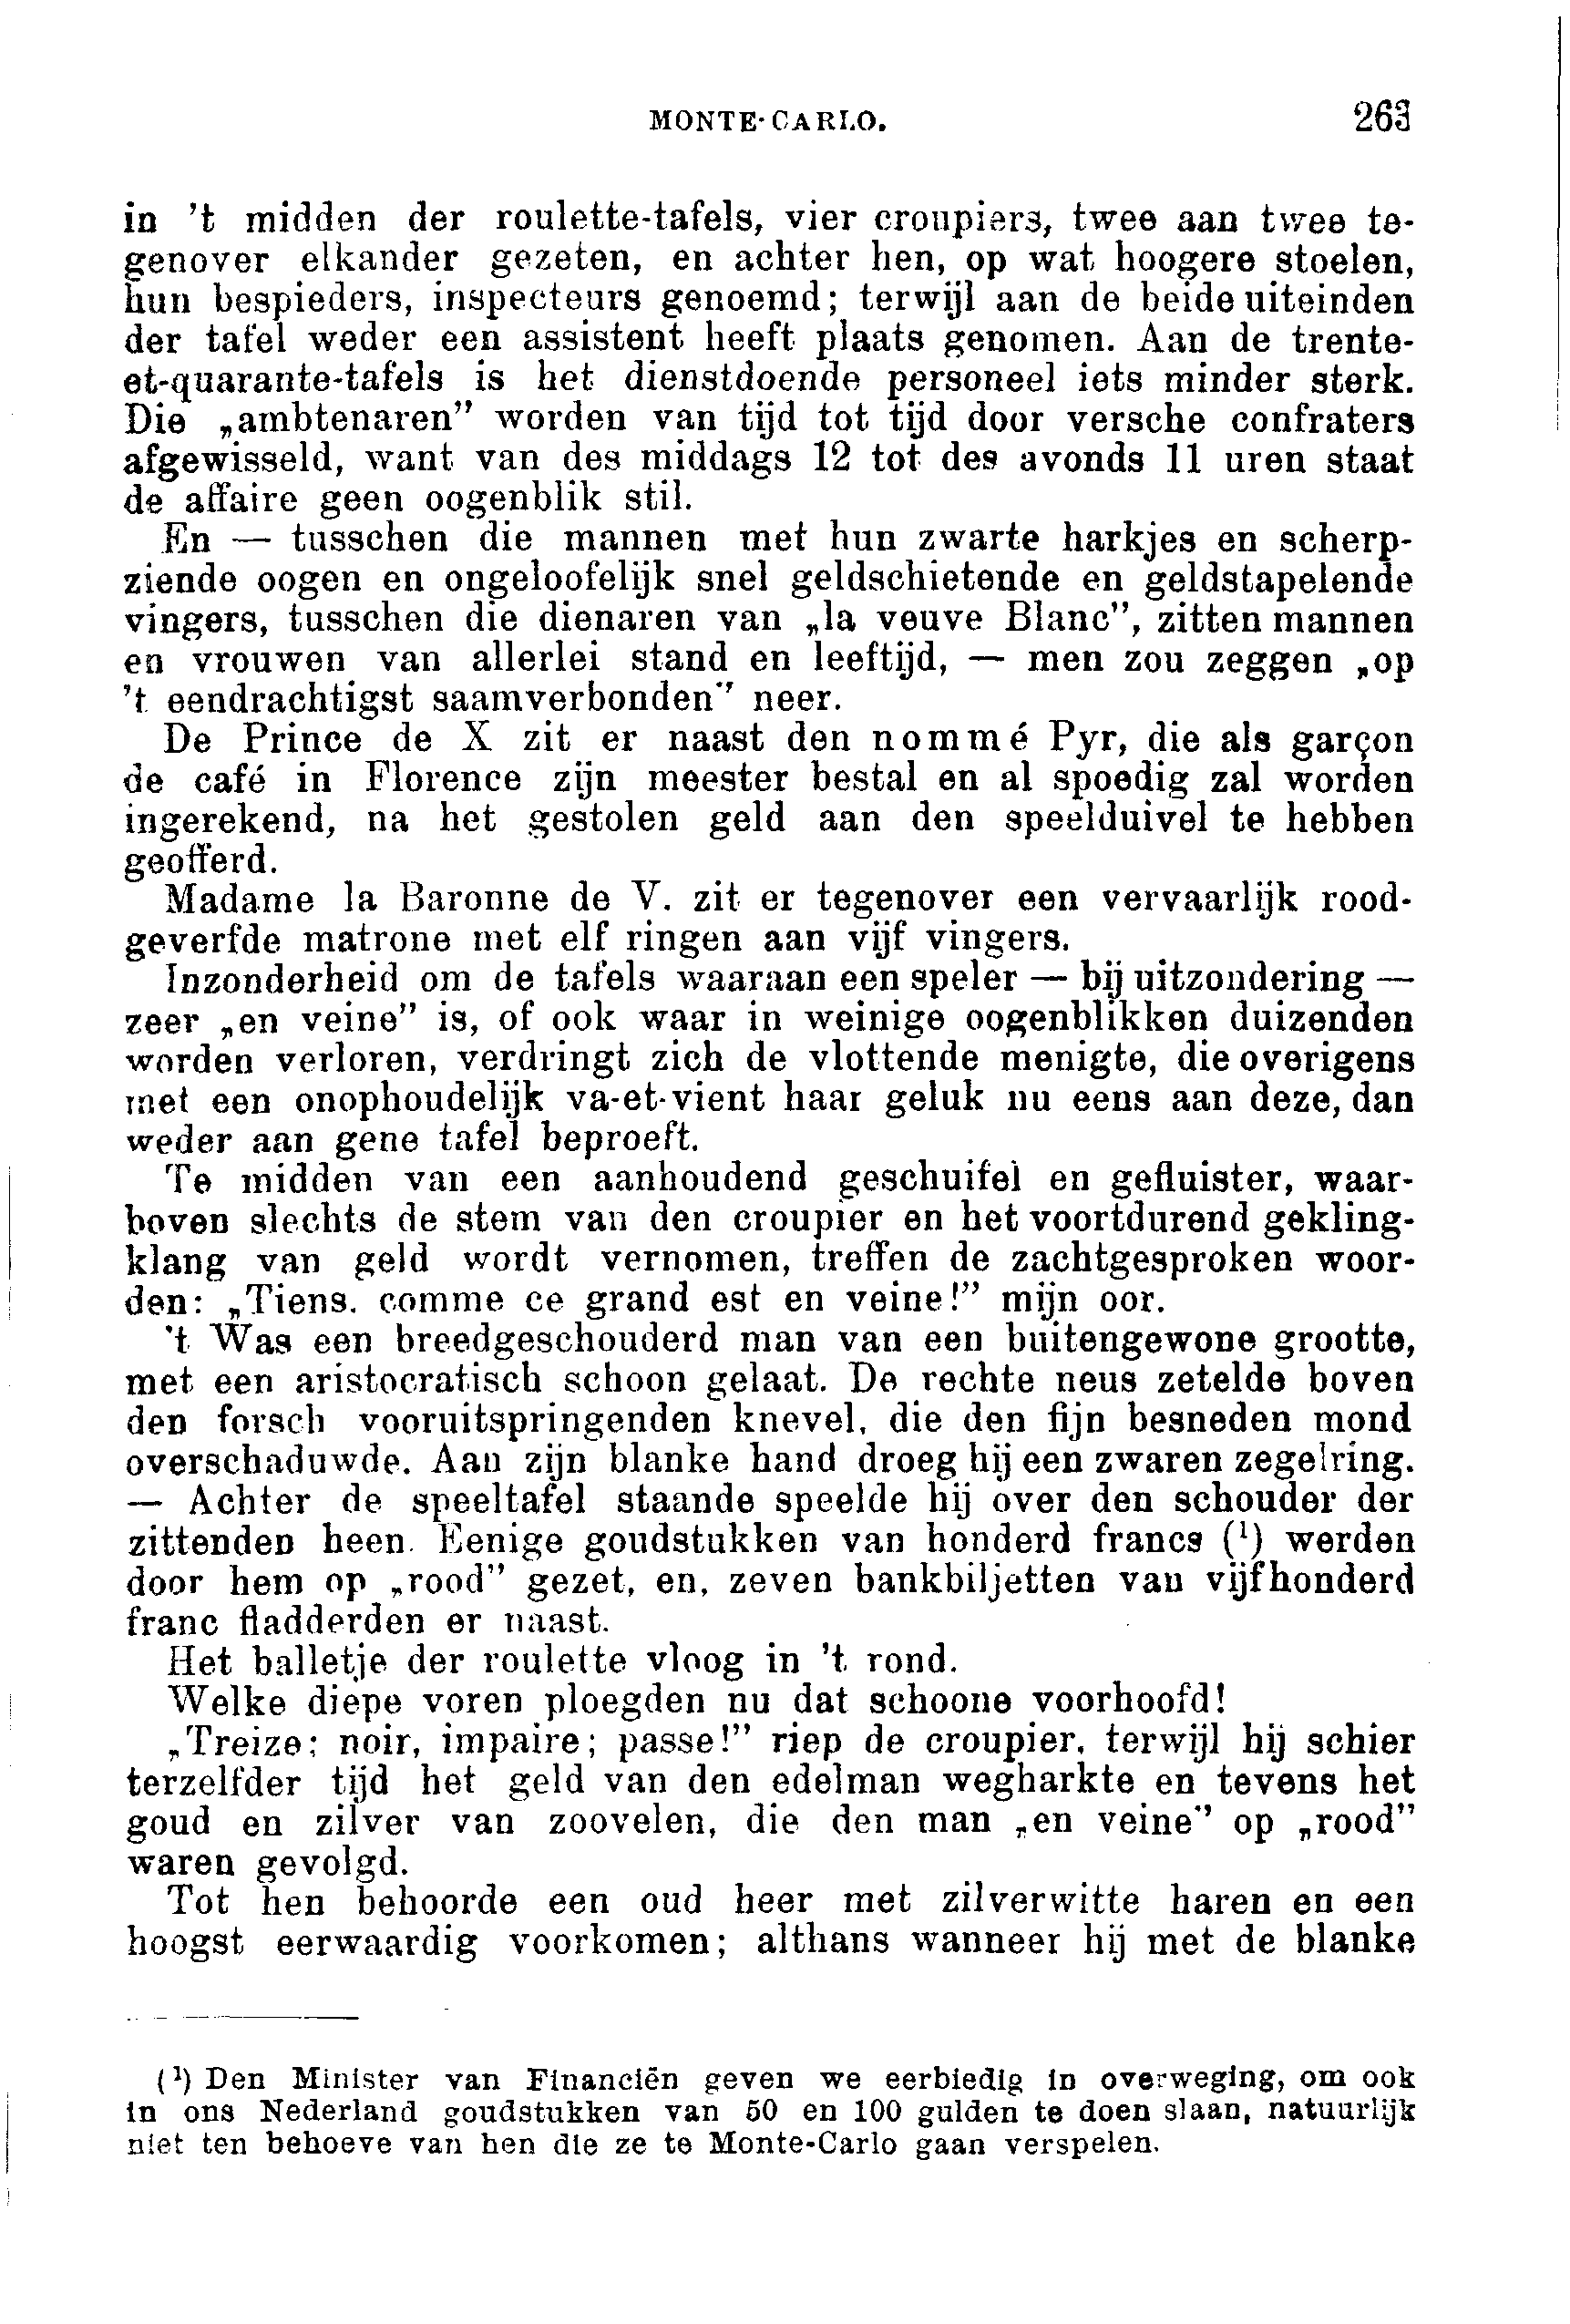 MONTE-CARLO. 263
in 't midden der roulette-tafels, vier croupiers, twee aan twee te-
genover elkander gezeten, en achter hen, op wat hoogere stoelen,
hun bespieders, inspecteurs genoemd; terwijl aan de beide uiteinden
der tafel weder een assistent heeft plaats genomen. Aan de trente-
et-quarante-tafels is het dienstdoende personeel iets minder sterk.
Die „ambtenaren” worden van tijd tot tijd door versche confraters
afgewisseld, want van des middags 12 tot des avonds 11 uren staat
de affaire geen oogenblik stil.
En — tusschen die mannen met hun zwarte harkjes en scherp-
ziende oogen en ongeloofelijk snel geldschietende en geldstapelende
vingers, tusschen die dienaren van „la veuve Blanc”, zitten mannen
en vrouwen van allerlei stand en leeftijd, — men zou zeggen „op
't eendrachtigst saamverbonden” neer.
De Prince de X zit er naast den nommé Pyr, die als garçon
de café in Florence zijn meester bestal en al spoedig zal worden
ingerekend, na het gestolen geld aan den speelduivel te hebben
geofferd.
Madame la Baronne de V. zit er tegenover een vervaarlijk rood-
geverfde matrone met elf ringen aan vijf vingers.
Inzonderheid om de tafels waaraan een speler — bij uitzondering —
zeer „en veine” is, of ook waar in weinige oogenblikken duizenden
worden verloren, verdringt zich de vlottende menigte, die overigens
met een onophoudelijk va-et-vient haar geluk nu eens aan deze, dan
weder aan gene tafel beproeft.
Te midden van een aanhoudend geschuifel en gefluister, waar-
boven slechts de stem van den croupier en het voortdurend gekling-
klang van geld wordt vernomen, treffen de zachtgesproken woor-
den: „Tiens. comme ce grand est en veine!” mijn oor.
't Was een breedgeschouderd man van een buitengewone grootte,
met een aristocratisch schoon gelaat. De rechte neus zetelde boven
den forsch vooruitspringenden knevel, die den fijn besneden mond
overschaduwde. Aan zijn blanke hand droeg hij een zwaren zegelring.
— Achter de speeltafel staande speelde hij over den schouder der
zittenden heen. Eenige goudstukken van honderd francs (¹) werden
door hem op „rood” gezet, en, zeven bankbiljetten van vijfhonderd
franc fladderden er naast.
Het balletje der roulette vloog in 't rond.
Welke diepe voren ploegden nu dat schoone voorhoofd!
„Treize; noir, impaire; passe!” riep de croupier, terwijl hij schier
terzelfder tijd het geld van den edelman wegharkte en tevens het
goud en zilver van zoovelen, die den man „en veine” op „rood”
waren gevolgd.
Tot hen behoorde een oud heer met zilverwitte haren en een
hoogst eerwaardig voorkomen; althans wanneer hij met de blanke
(¹) Den Minister van Financiën geven we eerbiedig in overweging, om ook
in ons Nederland goudstukken van 50 en 100 gulden te doen slaan, natuurlijk
niet ten behoeve van hen die ze te Monte-Carlo gaan verspelen.